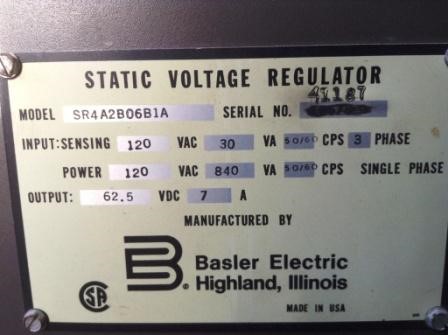 STATIC VOLTAGE REGULATOR
MODEL SR4A2B06B1A SERIAL NO. 41187
INPUT: SENSING 120 VAC 30 VA 50/60 CPS 3 PHASE
POWER 120 VAC 840 VA 50/60 CPS SINGLE PHASE
OUTPUT: 62.5 VDC 7 A
MANUFACTURED BY
B ® Basler Electric
Highland, Illinois
SA
MADE IN USA